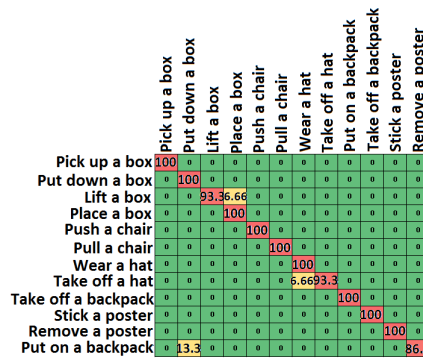 Pick up a box
Put down a box
Lift a box
Place a box
Push a chair
Pull a chair
Wear a hat
Take off a hat
Put on a backpack
Take off a backpack
Stick a poster
Remove a poster
Pick up a box 100 0 0 0 0 0 0 0 0 0 0 0
Put down a box 0 100 0 0 0 0 0 0 0 0 0 0
Lift a box 0 0 93.3 6.66 0 0 0 0 0 0 0 0
Place a box 0 0 0 100 0 0 0 0 0 0 0 0
Push a chair 0 0 0 0 100 0 0 0 0 0 0 0
Pull a chair 0 0 0 0 0 100 0 0 0 0 0 0
Wear a hat 0 0 0 0 0 0 100 0 0 0 0 0
Take off a hat 0 0 0 0 0 0 6.66 93.3 0 0 0 0
Take off a backpack 0 0 0 0 0 0 0 0 100 0 0 0
Stick a poster 0 0 0 0 0 0 0 0 0 100 0 0
Remove a poster 0 0 0 0 0 0 0 0 0 0 100 0
Put on a backpack 0 13.3 0 0 0 0 0 0 0 0 0 86.